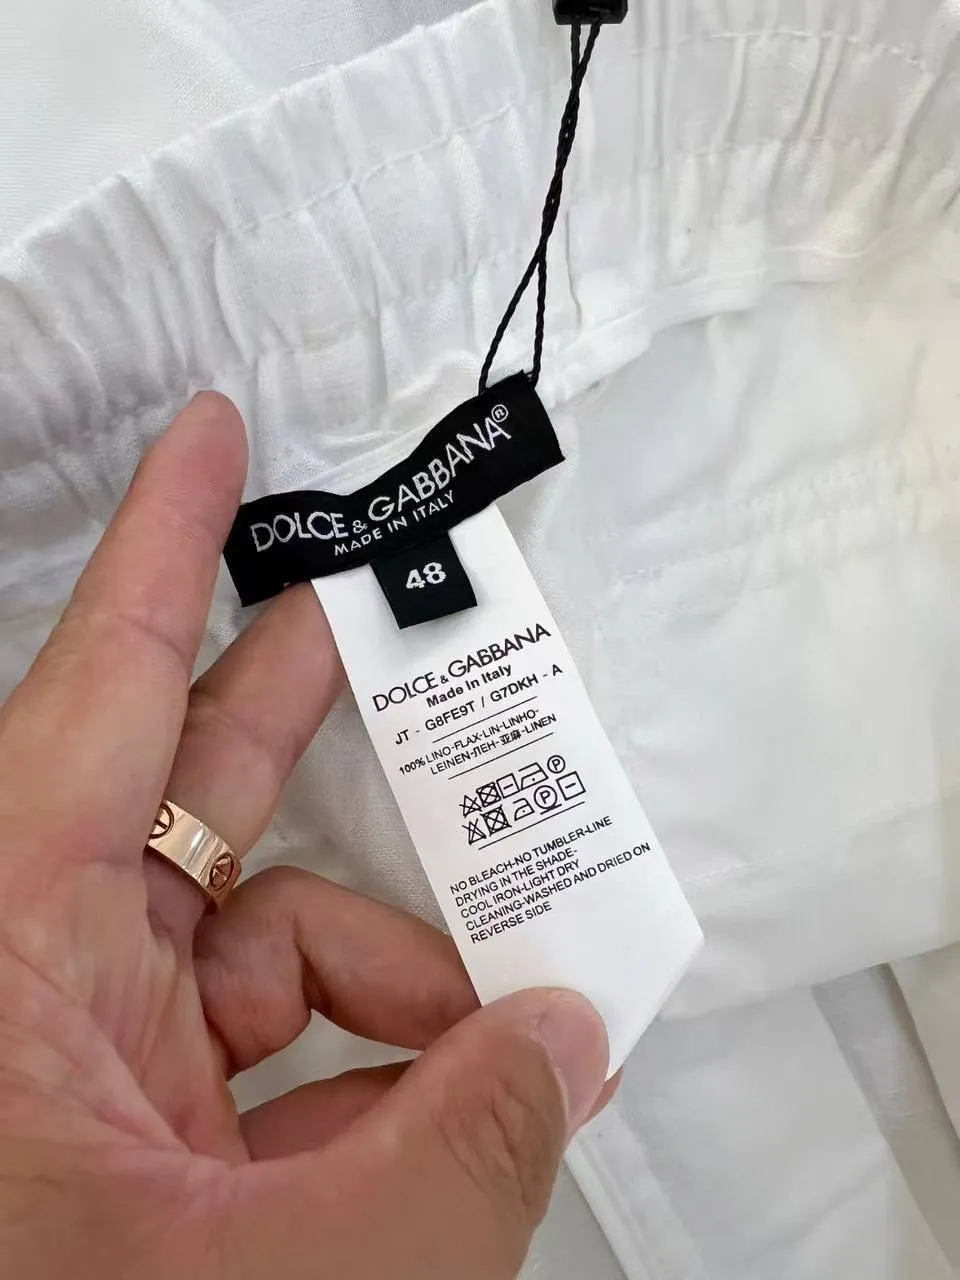 DOLCE & GABBANA®
MADE IN ITALY
48
DOLCE & GABBANA
Made In Italy
JT - G8FE9T / G7DKH - A
100% LINO-FLAX-LIN-LINHO-
LEINEN-ЛЕН-亚麻-LINEN
P
P
NO BLEACH-NO TUMBLER-LINE
DRYING IN THE SHADE-
COOL IRON-LIGHT DRY
CLEANING-WASHED AND DRIED ON
REVERSE SIDE